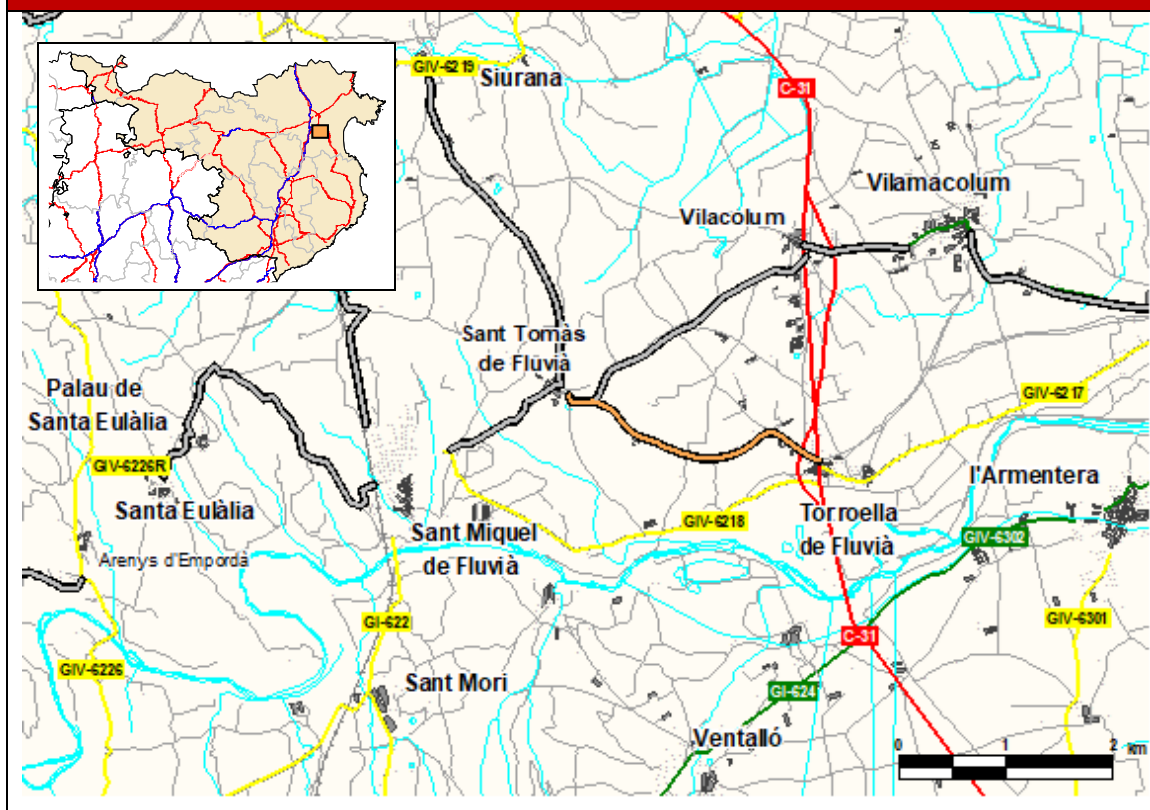 GIV-6219
Siurana
C-31
Vilamacolum
Vilacolum
Sant Tomàs
de Fluvià
Palau de
Santa Eulàlia
GIV-6217
GIV-6226R
l'Armentera
Santa Eulàlia
GIV-6218
Torroella
de Fluvià
Sant Miquel
de Fluvià
GIV-6302
Arenys d'Empordà
GI-622
GIV-6301
C-31
GIV-6226
Sant Mori
GI-624
Ventalló
0 1 2 km